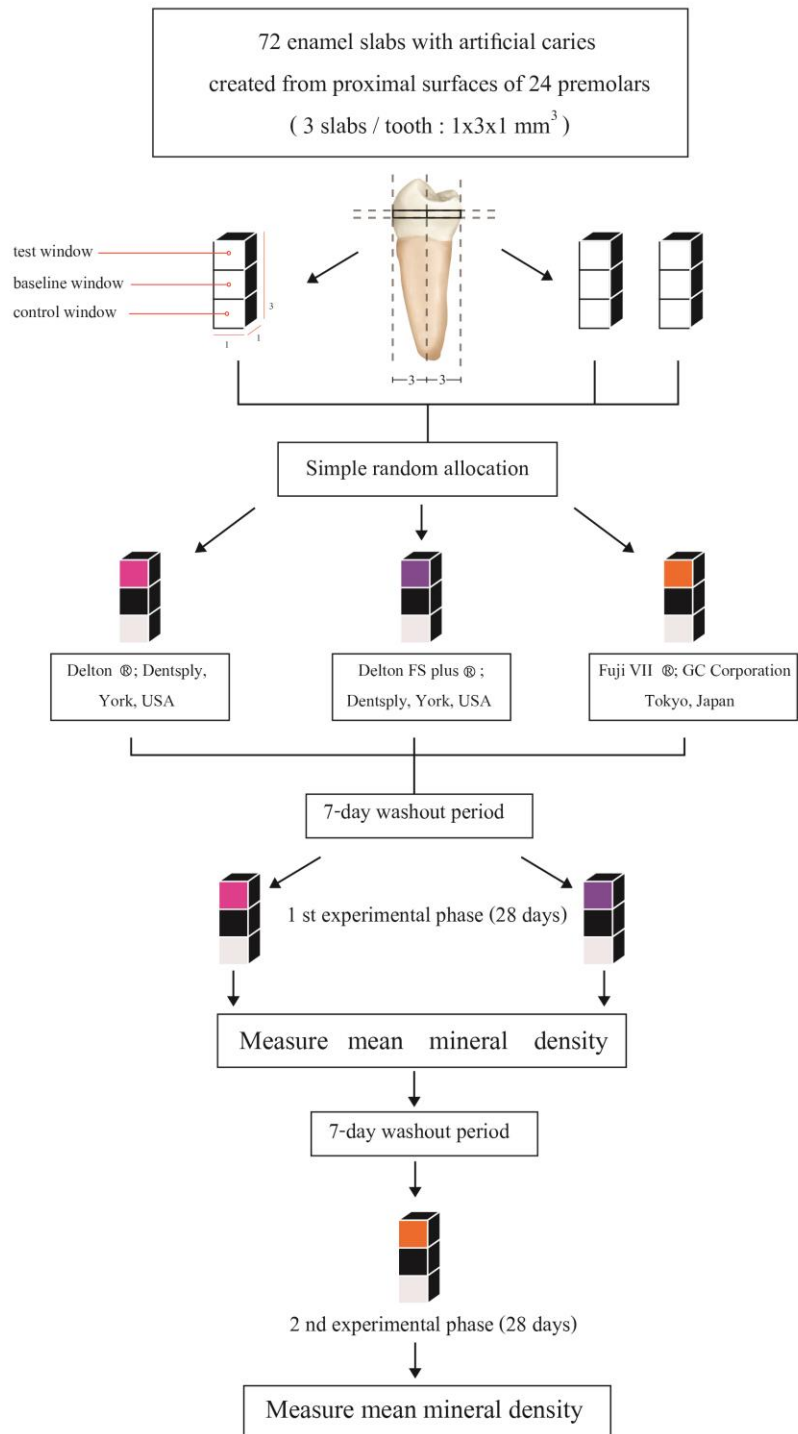 72 enamel slabs with artificial caries
created from proximal surfaces of 24 premolars
( 3 slabs / tooth : 1x3x1 mm³ )
test window
baseline window
control window
3
1
1
3
3
Simple random allocation
Delton ®; Dentsply,
York, USA
Delton FS plus ® ;
Dentsply, York, USA
Fuji VII ®; GC Corporation
Tokyo, Japan
7-day washout period
1 st experimental phase (28 days)
Measure mean mineral density
7-day washout period
2 nd experimental phase (28 days)
Measure mean mineral density